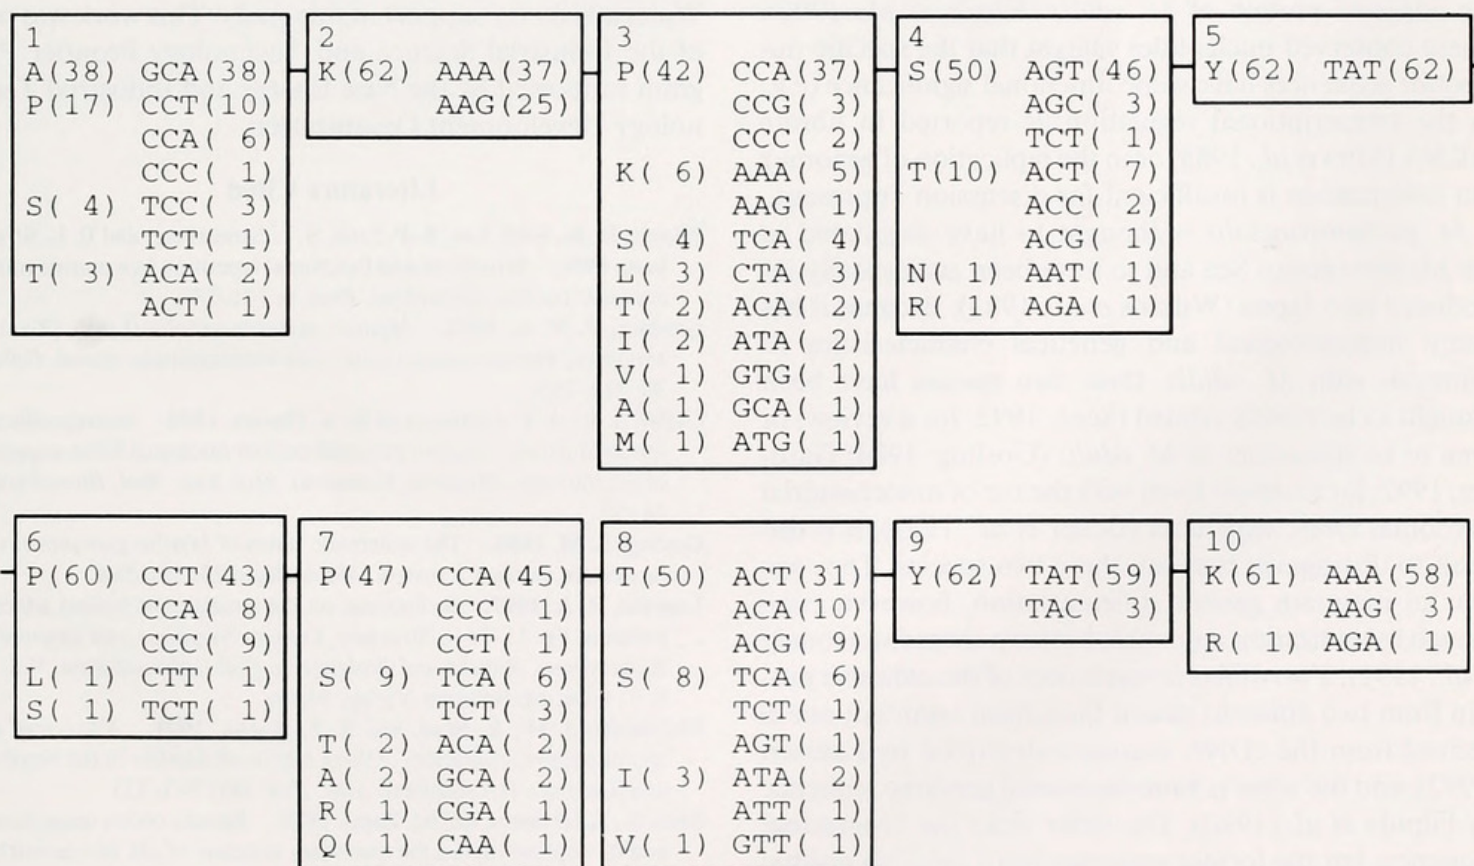 1
A(38) GCA(38)
P(17) CCT(10)
CCA( 6)
CCC( 1)
S( 4) TCC( 3)
TCT( 1)
T( 3) ACA( 2)
ACT( 1)
2
K(62) AAA(37)
AAG(25)
3
P(42) CCA(37)
CCG( 3)
CCC( 2)
K( 6) AAA( 5)
AAG( 1)
S( 4) TCA( 4)
L( 3) CTA( 3)
T( 2) ACA( 2)
I( 2) ATA( 2)
V( 1) GTG( 1)
A( 1) GCA( 1)
M( 1) ATG( 1)
4
S(50) AGT(46)
AGC( 3)
TCT( 1)
T(10) ACT( 7)
ACC( 2)
ACG( 1)
N( 1) AAT( 1)
R( 1) AGA( 1)
5
Y(62) TAT(62)
6
P(60) CCT(43)
CCA( 8)
CCC( 9)
L( 1) CTT( 1)
S( 1) TCT( 1)
7
P(47) CCA(45)
CCC( 1)
CCT( 1)
S( 9) TCA( 6)
TCT( 3)
T( 2) ACA( 2)
A( 2) GCA( 2)
R( 1) CGA( 1)
Q( 1) CAA( 1)
8
T(50) ACT(31)
ACA(10)
ACG( 9)
S( 8) TCA( 6)
TCT( 1)
AGT( 1)
I( 3) ATA( 2)
ATT( 1)
V( 1) GTT( 1)
9
Y(62) TAT(59)
TAC( 3)
10
K(61) AAA(58)
AAG( 3)
R( 1) AGA( 1)